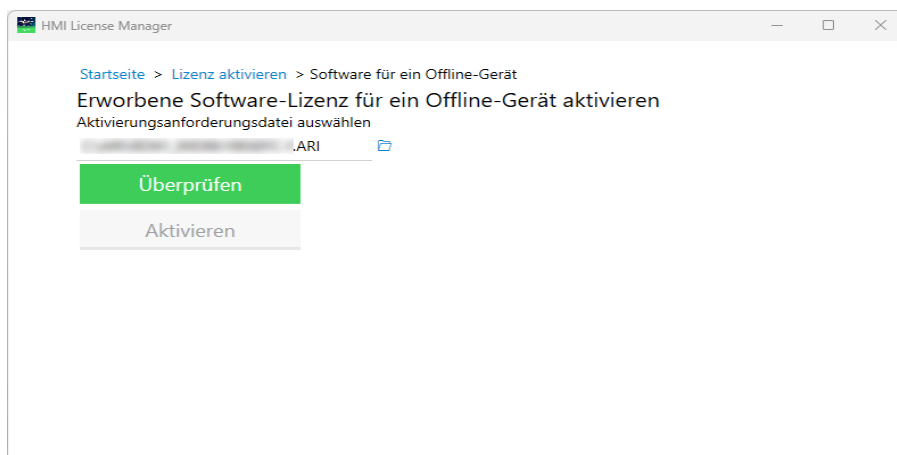 HMI License Manager
Startseite > Lizenz aktivieren > Software für ein Offline-Gerät
Erworbene Software-Lizenz für ein Offline-Gerät aktivieren
Aktivierungsanforderungsdatei auswählen
.ARI
Überprüfen
Aktivieren